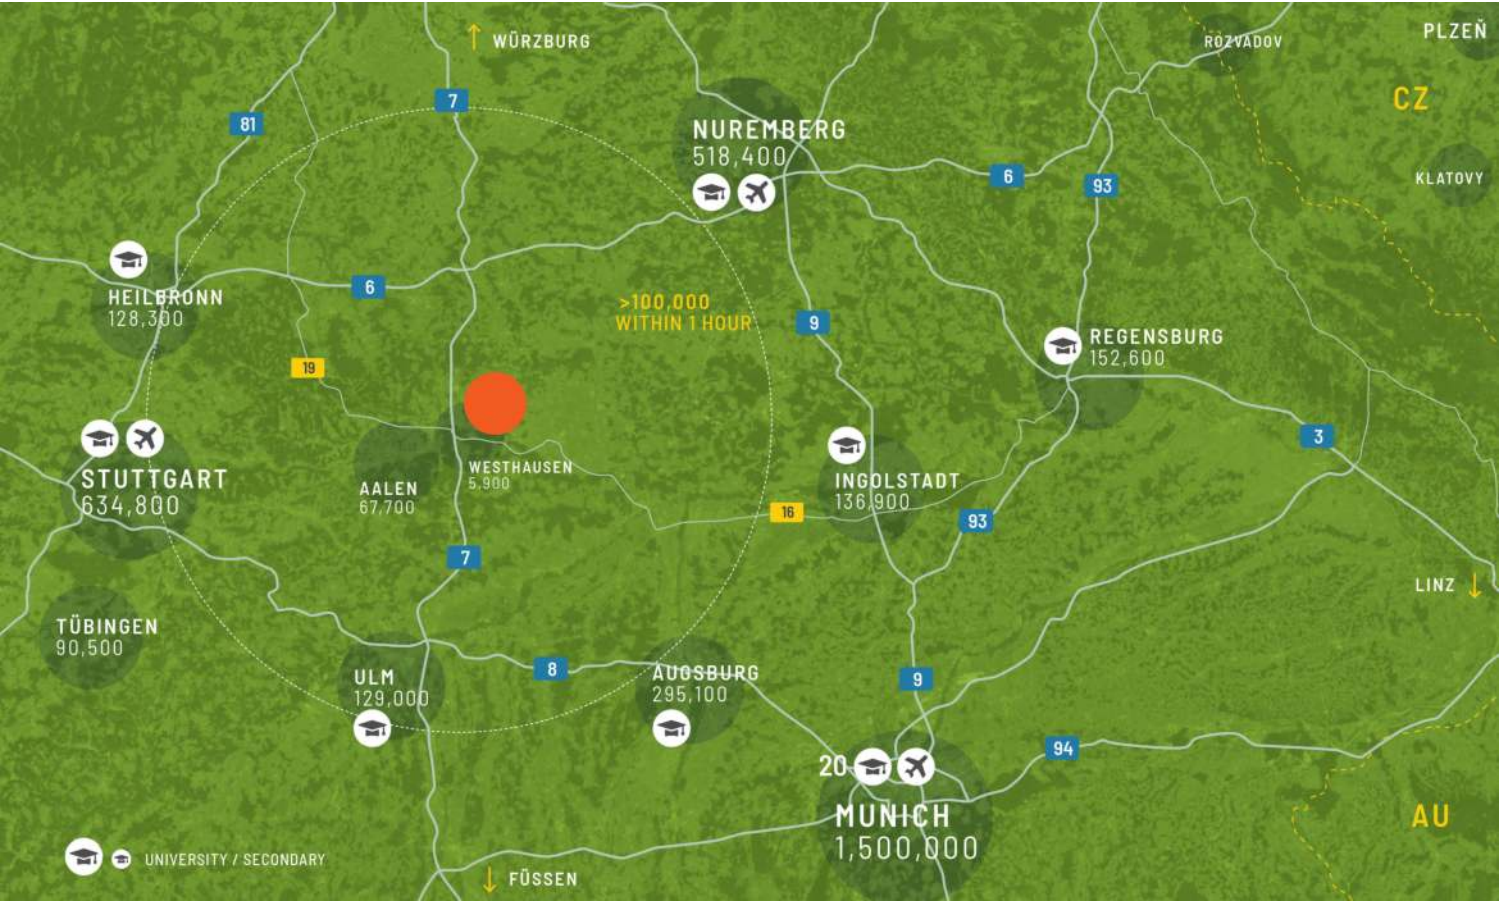 WÜRZBURG
ROZVADOV
PLZEŇ
CZ
7
81
NUREMBERG
518,400
6
93
KLATOVY
HEILBRONN
128,300
6
>100,000
WITHIN 1 HOUR
9
REGENSBURG
152,600
19
3
STUTTGART
634,800
WESTHAUSEN
5,900
AALEN
67,700
INGOLSTADT
136,900
16
93
7
LINZ
TÜBINGEN
90,500
ULM
129,000
8
AUGSBURG
295,100
9
94
20
MUNICH
1,500,000
AU
UNIVERSITY / SECONDARY
FÜSSEN